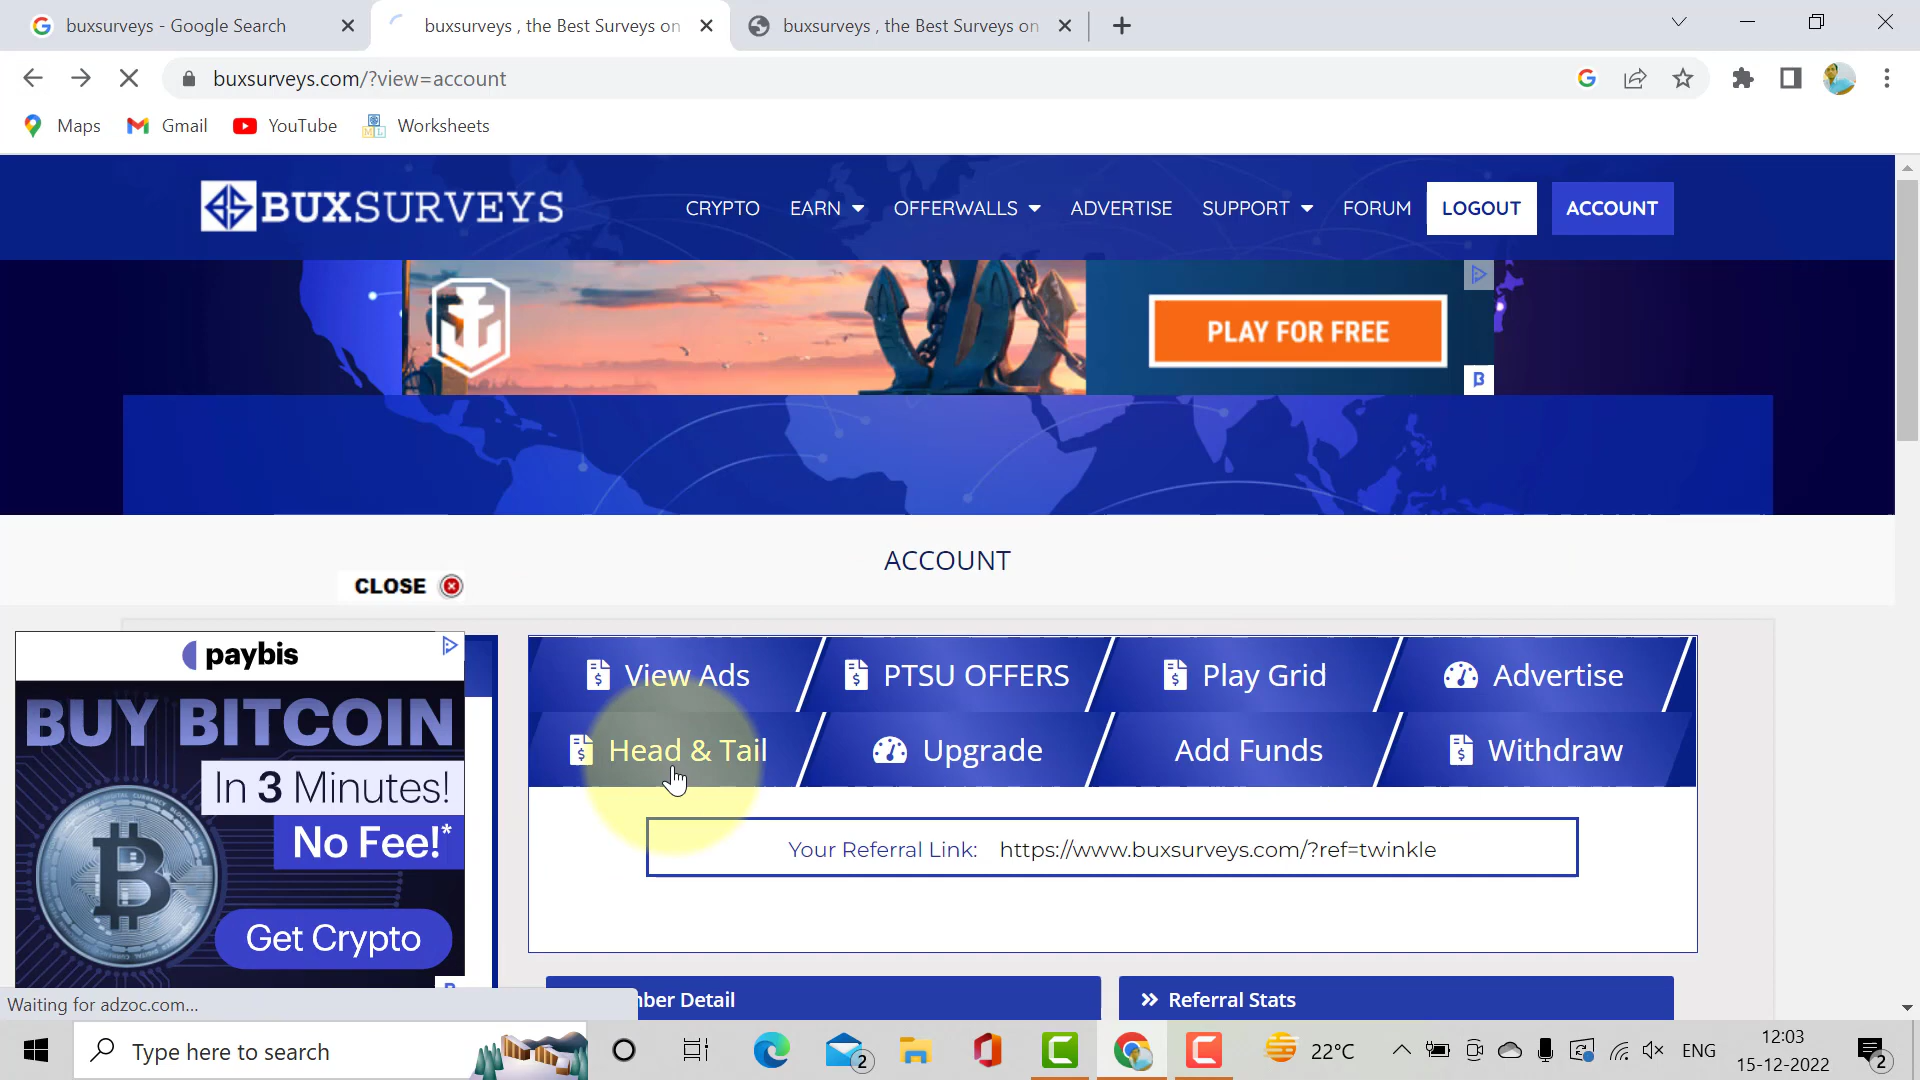 buxsurveys - Google Search
buxsurveys , the Best Surveys on
buxsurveys , the Best Surveys on
buxsurveys.com/?view=account
Maps
Gmail
YouTube
Worksheets
BUXSURVEYS
CRYPTO
EARN
OFFERWALLS
ADVERTISE
SUPPORT
FORUM
LOGOUT
ACCOUNT
PLAY FOR FREE
ACCOUNT
CLOSE
paybis
BUY BITCOIN
In 3 Minutes!
No Fee!*
Get Crypto
View Ads
PTSU OFFERS
Play Grid
Advertise
Head & Tail
Upgrade
Add Funds
Withdraw
Your Referral Link: https://www.buxsurveys.com/?ref=twinkle
Detail
Referral Stats
Waiting for adzoc.com...
Type here to search
2
22°C
ENG
12:03
15-12-2022
2